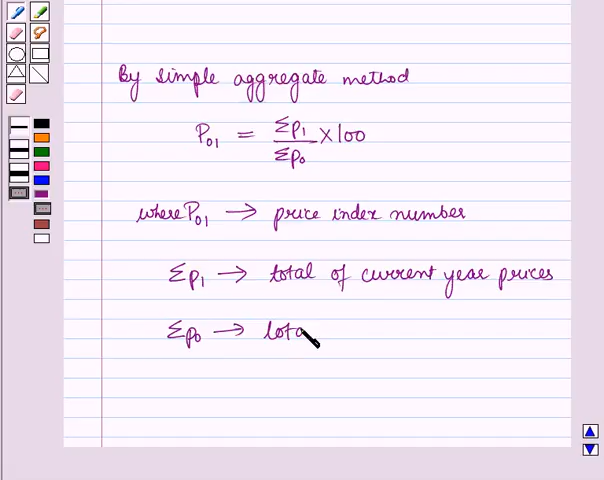 By simple aggregate method
P₀₁ = Σp₁/Σp₀ × 100
where P₀₁ → price index number
Σp₁ → total of current year prices
Σp₀ → tota